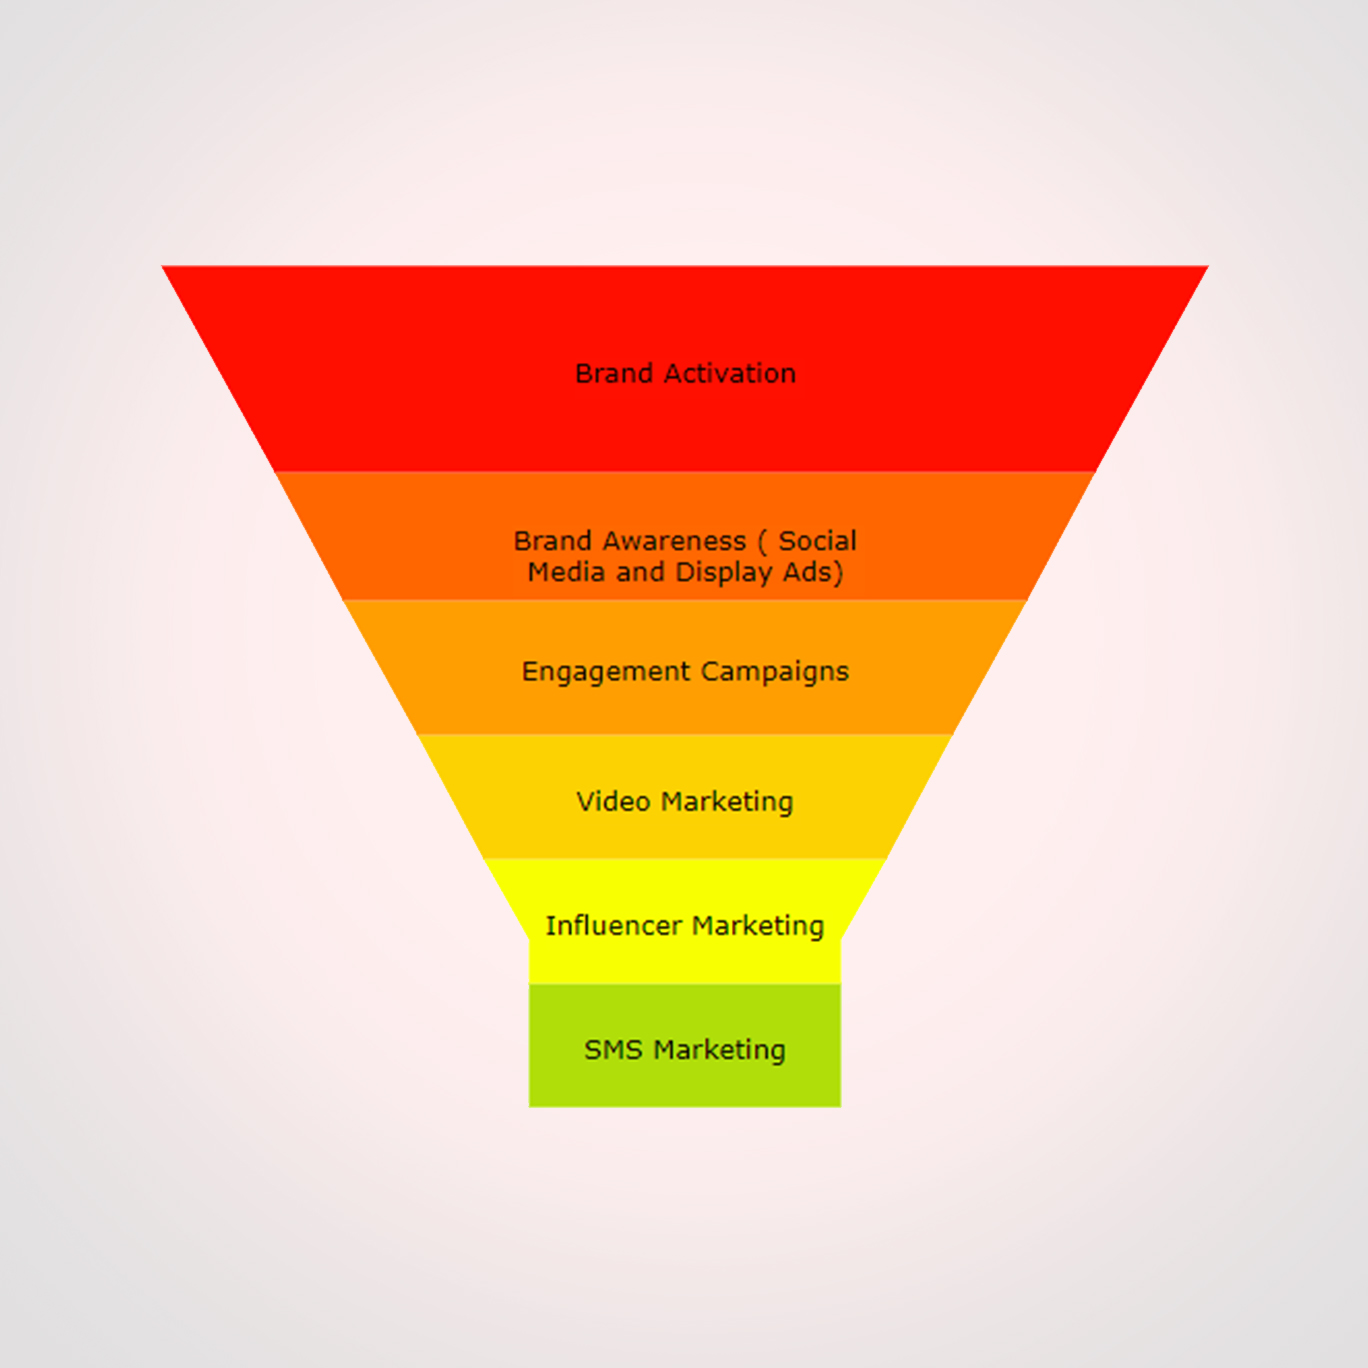 Brand Activation
Brand Awareness ( Social
Media and Display Ads)
Engagement Campaigns
Video Marketing
Influencer Marketing
SMS Marketing